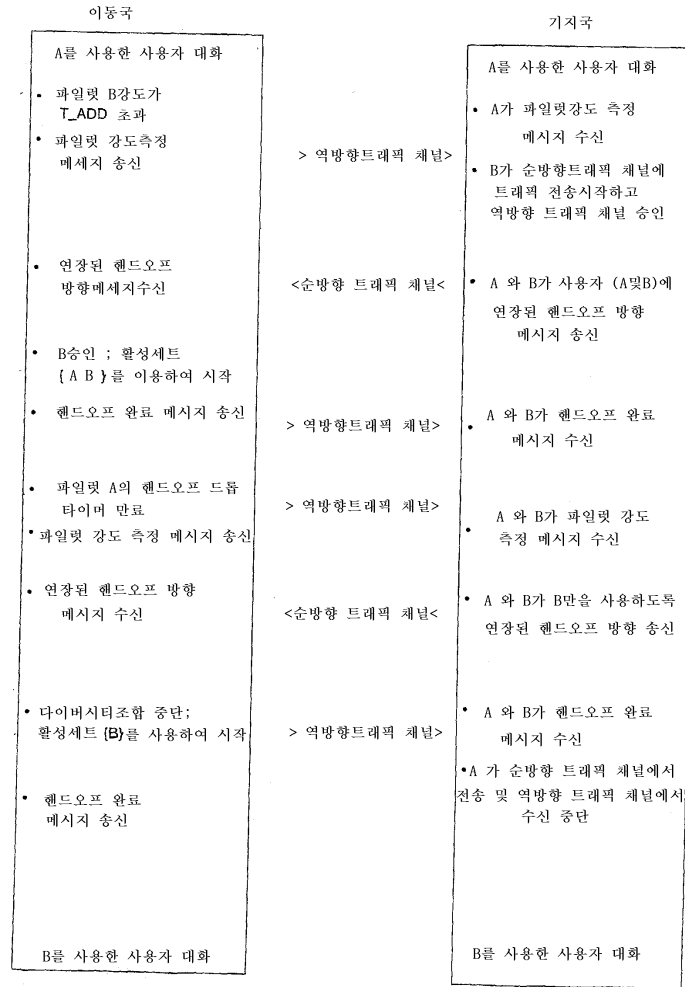 이동국
A를 사용한 사용자 대화
• 파일럿 B강도가
T_ADD 초과
• 파일럿 강도측정
메세지 송신
• 연장된 핸드오프
방향메세지수신
• B승인 ; 활성세트
{ A B }를 이용하여 시작
• 핸드오프 완료 메시지 송신
• 파일럿 A의 핸드오프 드롭
타이머 만료
• 파일럿 강도 측정 메시지 송신
• 연장된 핸드오프 방향
메시지 수신
• 다이버시티조합 중단;
활성세트 {B}를 사용하여 시작
• 핸드오프 완료
메시지 송신
B를 사용한 사용자 대화
> 역방향트래픽 채널>
<순방향 트래픽 채널<
> 역방향트래픽 채널>
> 역방향트래픽 채널>
<순방향 트래픽 채널<
> 역방향트래픽 채널>
기지국
A를 사용한 사용자 대화
• A가 파일럿강도 측정
메시지 수신
• B가 순방향트래픽 채널에
트래픽 전송시작하고
역방향 트래픽 채널 승인
• A 와 B가 사용자 (A및B)에
연장된 핸드오프 방향
메시지 송신
• A 와 B가 핸드오프 완료
메시지 수신
• A 와 B가 파일럿 강도
측정 메시지 수신
• A 와 B가 B만을 사용하도록
연장된 핸드오프 방향 송신
• A 와 B가 핸드오프 완료
메시지 수신
• A 가 순방향 트래픽 채널에서
전송 및 역방향 트래픽 채널에서
수신 중단
B를 사용한 사용자 대화